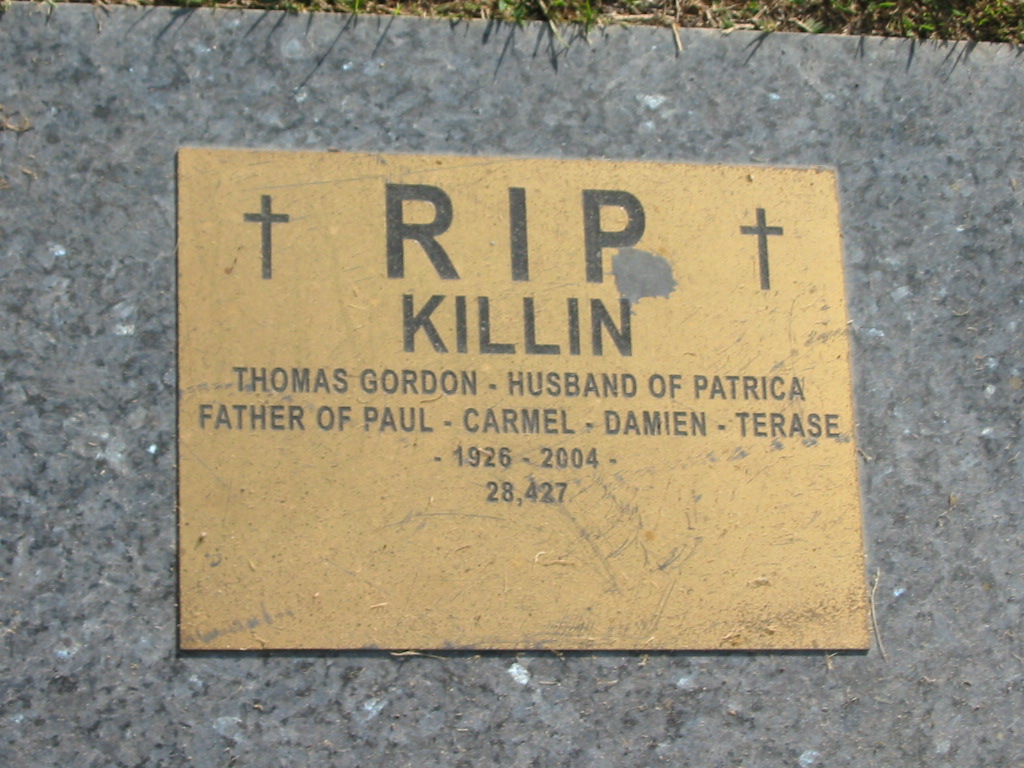 RIP
KILLIN
THOMAS GORDON - HUSBAND OF PATRICA
FATHER OF PAUL - CARMEL - DAMIEN - TERASE
- 1926 - 2004 -
28,427